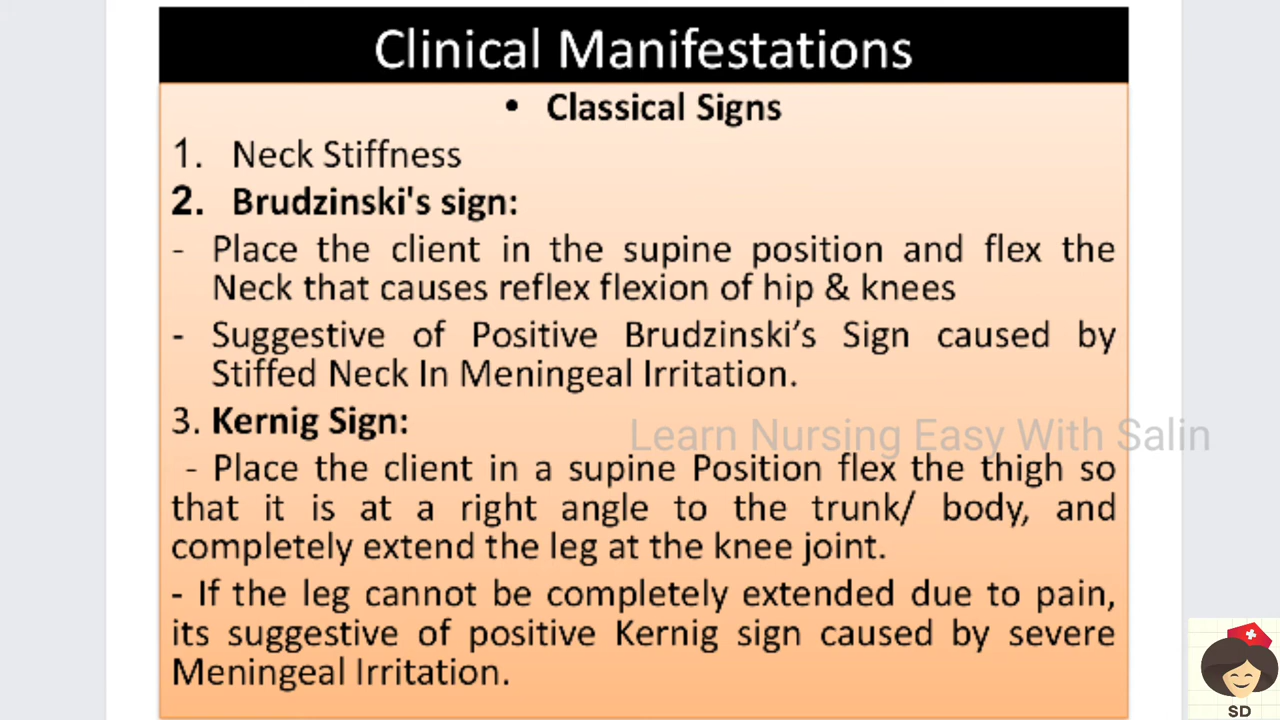 Clinical Manifestations
• Classical Signs
1. Neck Stiffness
2. Brudzinski's sign:
- Place the client in the supine position and flex the
Neck that causes reflex flexion of hip & knees
- Suggestive of Positive Brudzinski’s Sign caused by
Stiffed Neck In Meningeal Irritation.
3. Kernig Sign:
Learn Nursing Easy With Salin
- Place the client in a supine Position flex the thigh so
that it is at a right angle to the trunk/ body, and
completely extend the leg at the knee joint.
- If the leg cannot be completely extended due to pain,
its suggestive of positive Kernig sign caused by severe
Meningeal Irritation.
SD